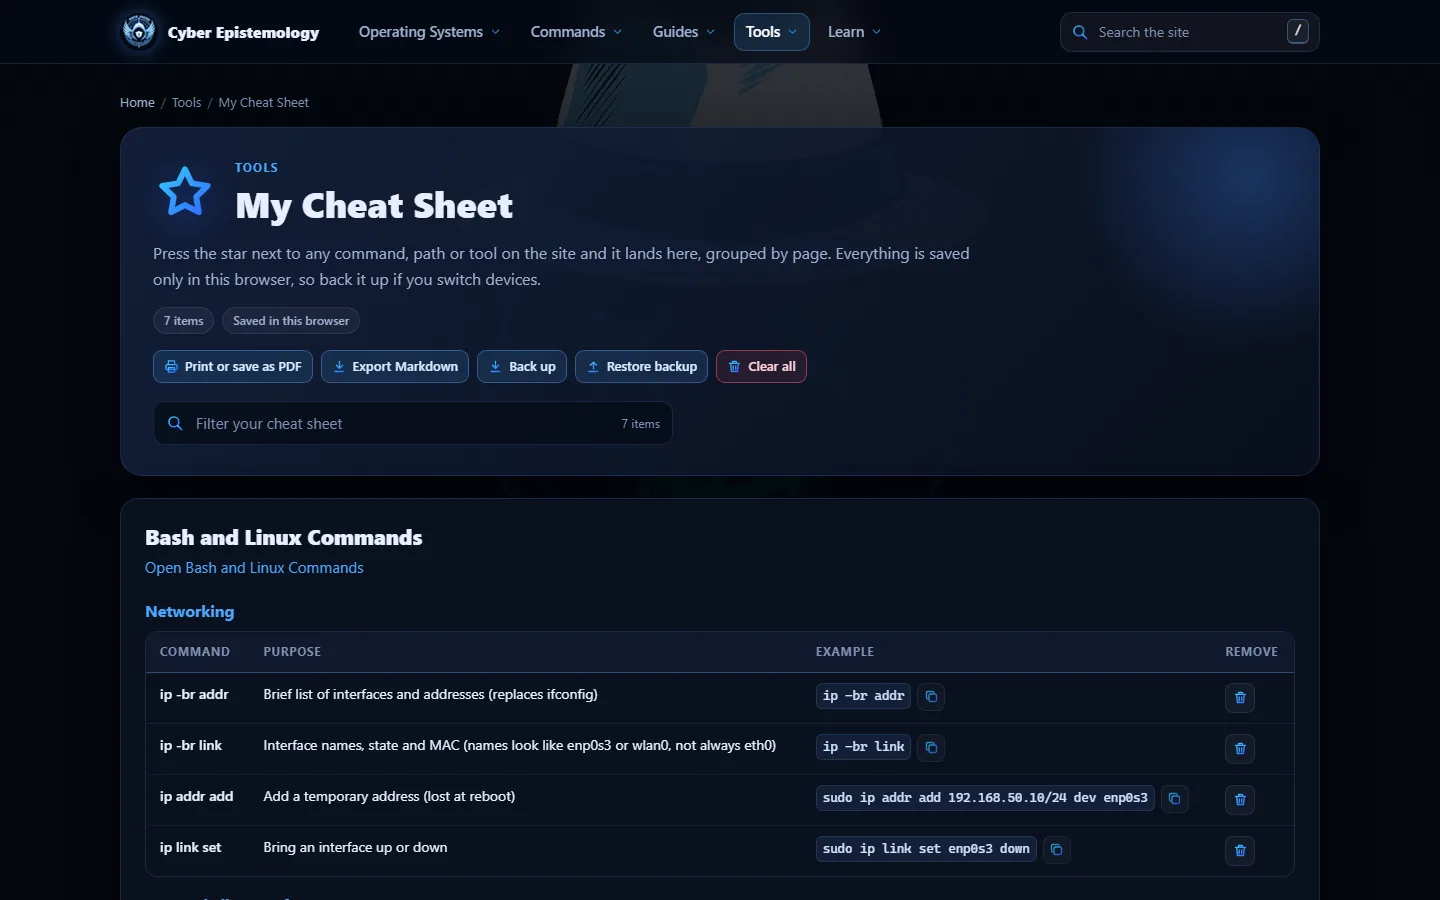 Cyber Epistemology
Operating Systems
Commands
Guides
Tools
Learn
Search the site
/
Home / Tools / My Cheat Sheet
TOOLS
My Cheat Sheet
Press the star next to any command, path or tool on the site and it lands here, grouped by page. Everything is saved
only in this browser, so back it up if you switch devices.
7 items
Saved in this browser
Print or save as PDF
Export Markdown
Back up
Restore backup
Clear all
Filter your cheat sheet
7 items
Bash and Linux Commands
Open Bash and Linux Commands
Networking
COMMAND PURPOSE EXAMPLE REMOVE
ip -br addr Brief list of interfaces and addresses (replaces ifconfig) ip -br addr
ip -br link Interface names, state and MAC (names look like enp0s3 or wlan0, not always eth0) ip -br link
ip addr add Add a temporary address (lost at reboot) sudo ip addr add 192.168.50.10/24 dev enp0s3
ip link set Bring an interface up or down sudo ip link set enp0s3 down